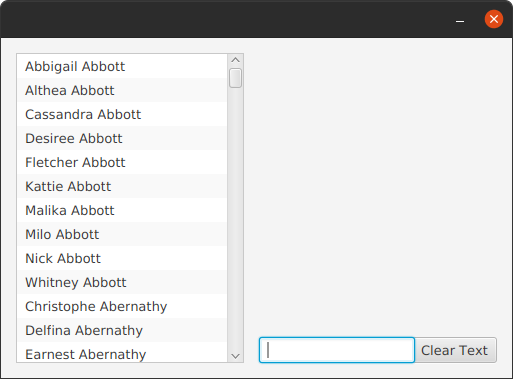 Abbigail Abbott
Althea Abbott
Cassandra Abbott
Desiree Abbott
Fletcher Abbott
Kattie Abbott
Malika Abbott
Milo Abbott
Nick Abbott
Whitney Abbott
Christophe Abernathy
Delfina Abernathy
Earnest Abernathy
Clear Text